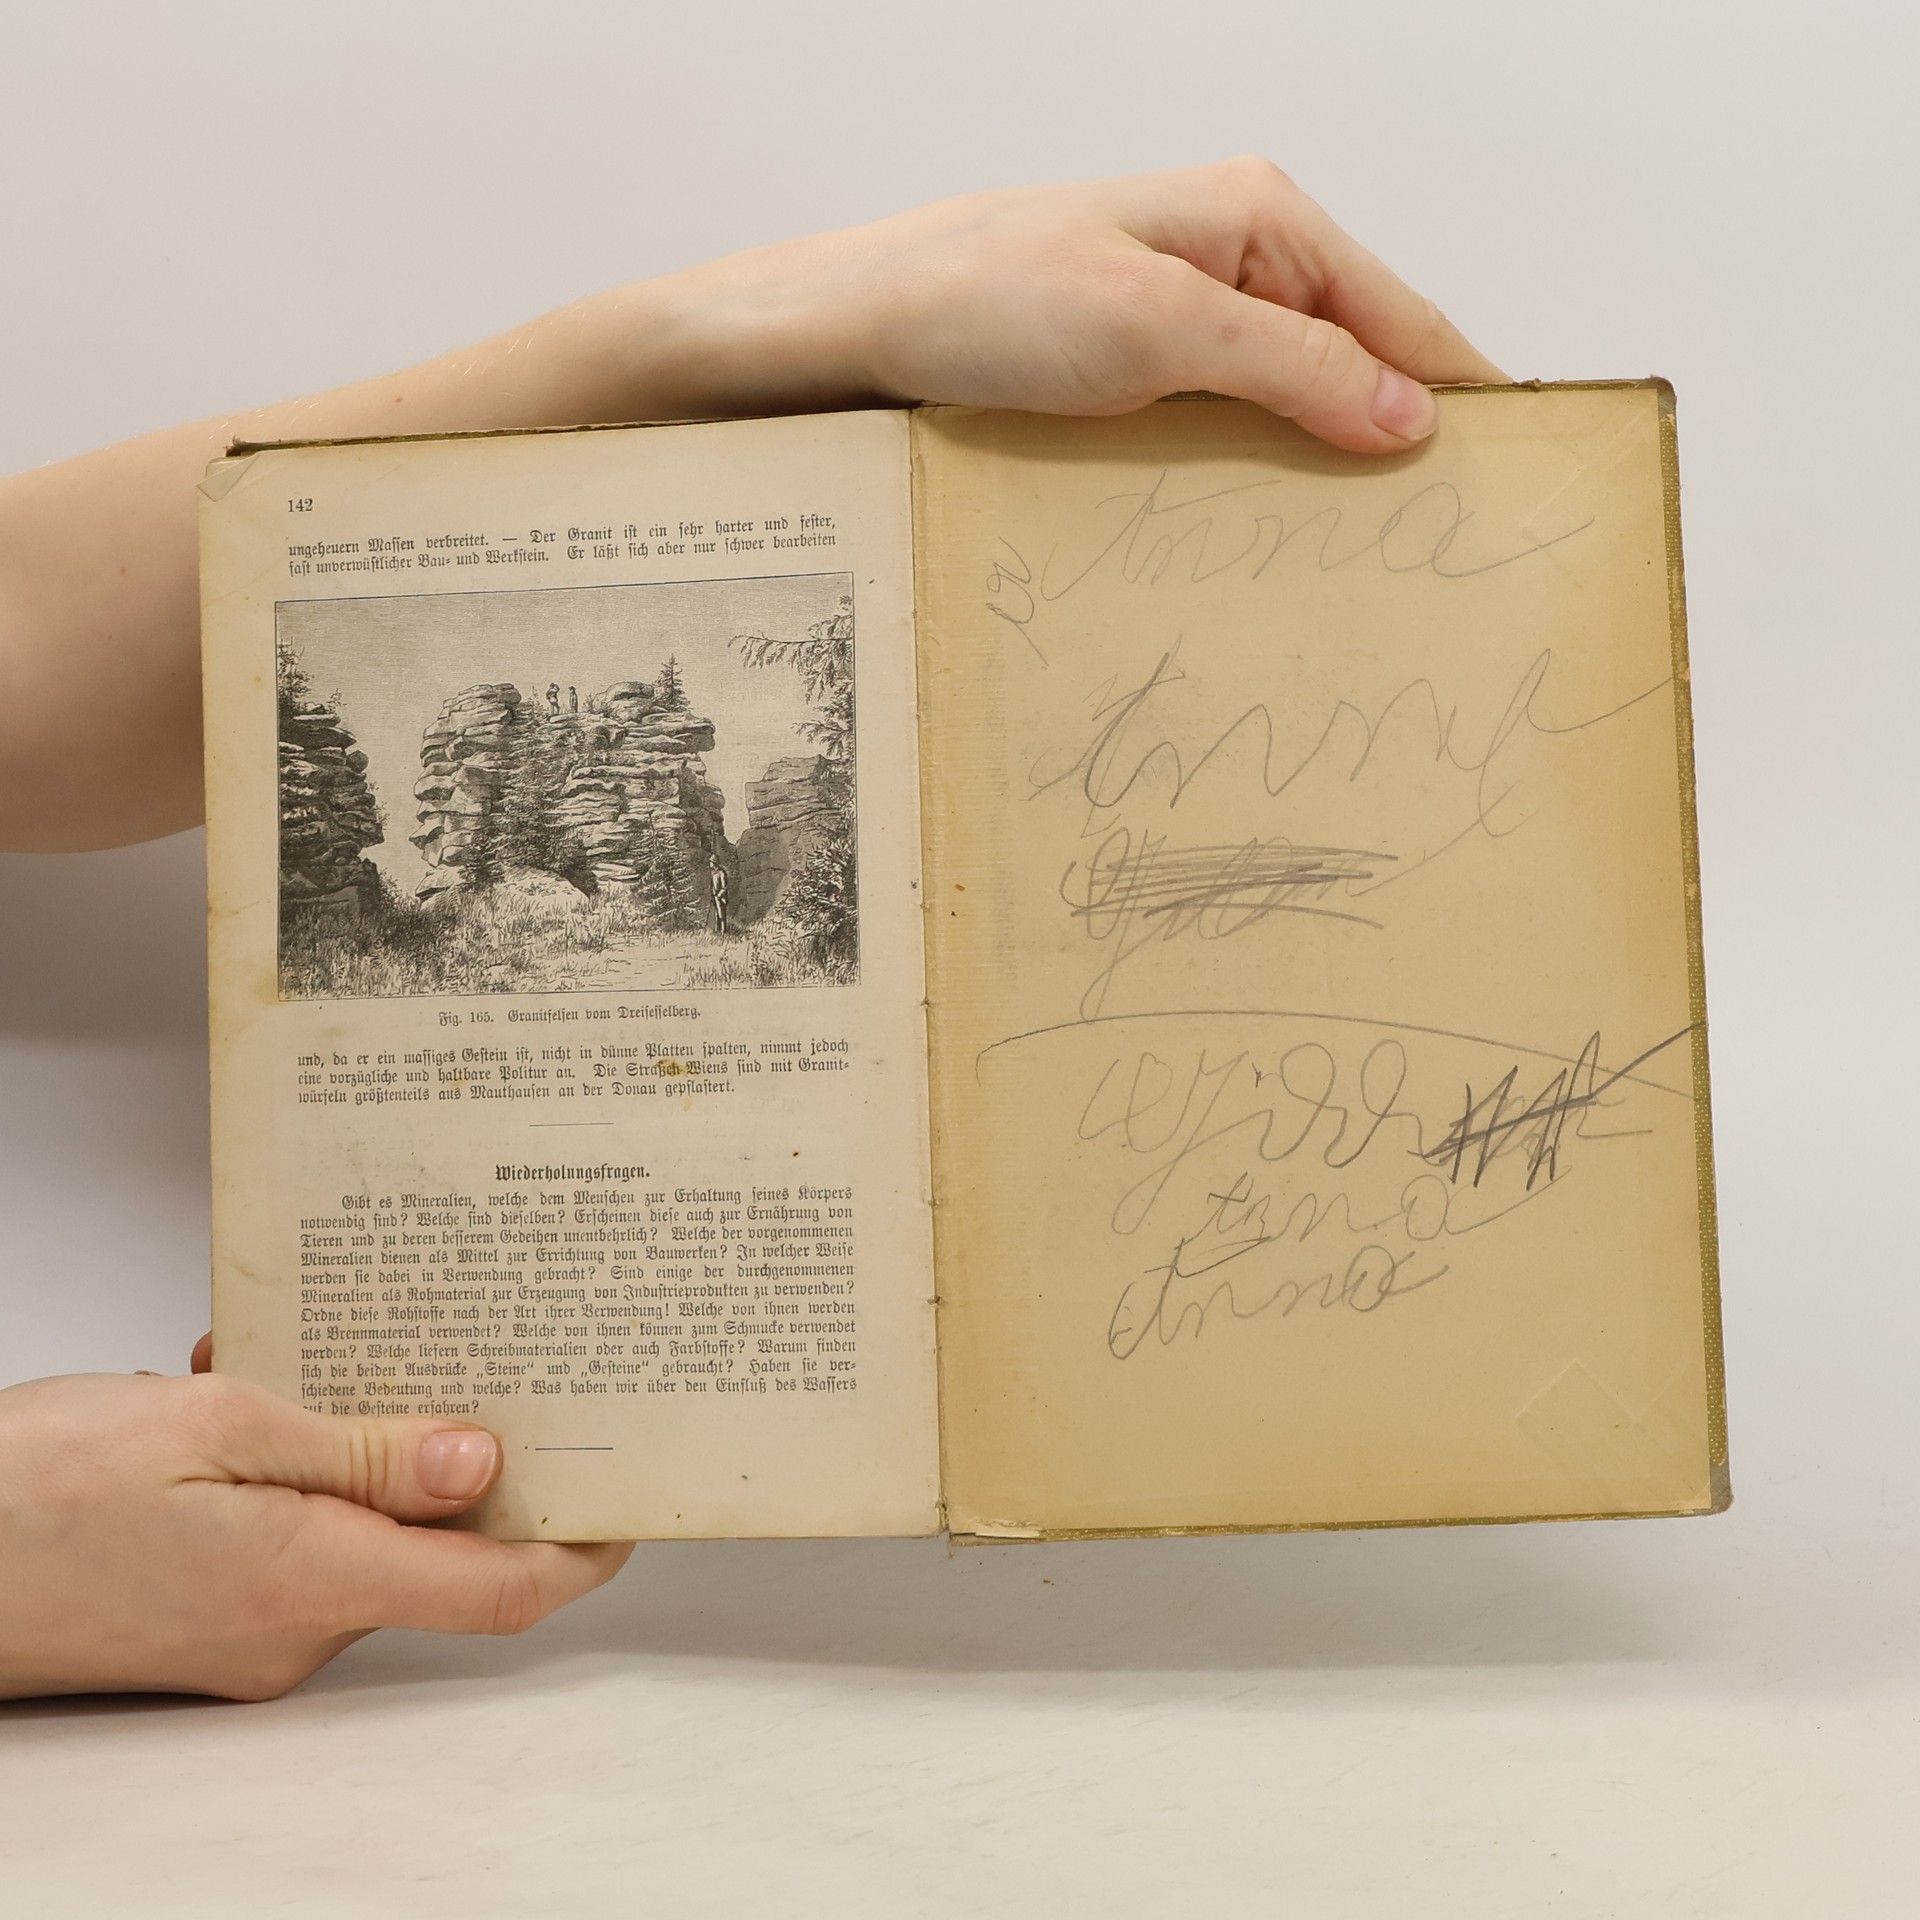 142
ungeheuern Massen verbreitet. — Der Granit ist ein sehr harter und fester,
fast unverwüstlicher Bau- und Werkstein. Er läßt sich aber nur schwer bearbeiten
Fig. 165. Granitfelsen vom Dreisesselberg.
und, da er ein massiges Gestein ist, nicht in dünne Platten spalten, nimmt jedoch
eine vorzügliche und haltbare Politur an. Die Straßen Wiens sind mit Granit-
würfeln größtenteils aus Mauthausen an der Donau gepflastert.
Wiederholungsfragen.
Gibt es Mineralien, welche dem Menschen zur Erhaltung seines Körpers
notwendig sind? Welche sind dieselben? Erscheinen diese auch zur Ernährung von
Tieren und zu deren besserem Gedeihen unentbehrlich? Welche der vorgenommenen
Mineralien dienen als Mittel zur Errichtung von Bauwerken? In welcher Weise
werden sie dabei in Verwendung gebracht? Sind einige der durchgenommenen
Mineralien als Rohmaterial zur Erzeugung von Industrieprodukten zu verwenden?
Ordne diese Rohstoffe nach der Art ihrer Verwendung! Welche von ihnen werden
als Brennmaterial verwendet? Welche von ihnen können zum Schmucke verwendet
werden? Welche liefern Schreibmaterialien oder auch Farbstoffe? Warum finden
sich die beiden Ausdrücke „Steine“ und „Gesteine“ gebraucht? Haben sie ver-
schiedene Bedeutung und welche? Was haben wir über den Einfluß des Wassers
auf die Gesteine erfahren?
Anna
Anna
Anna